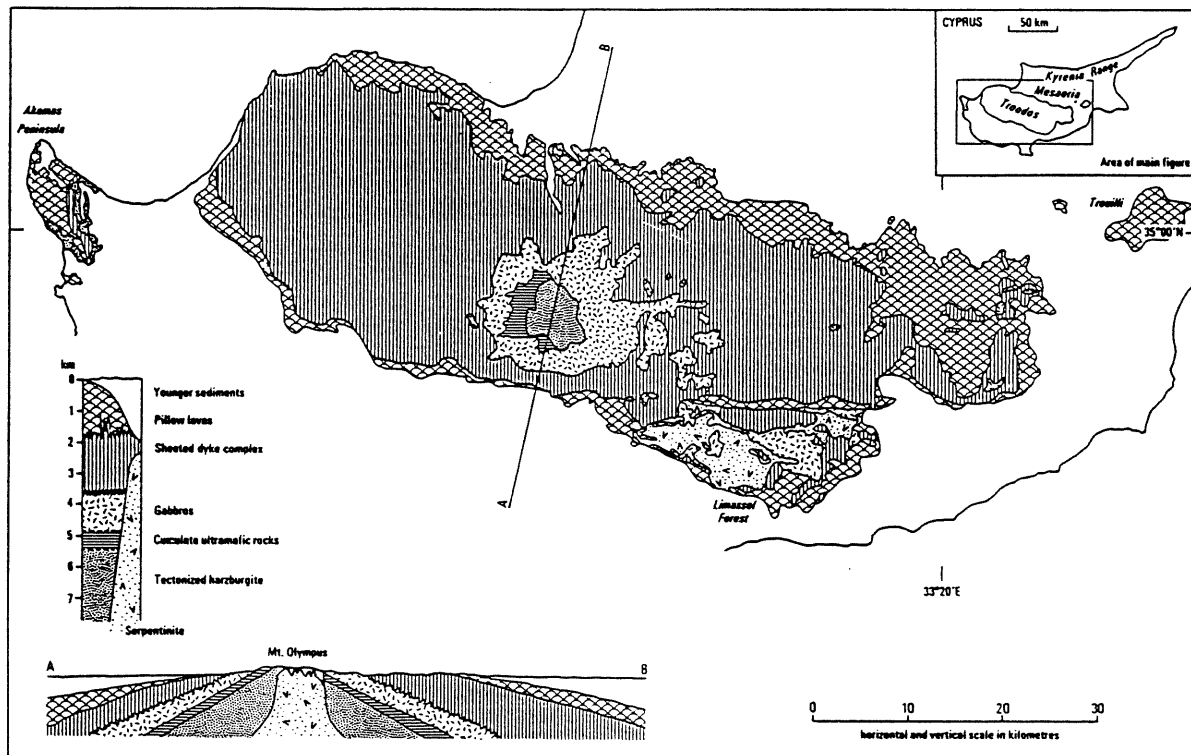 CYPRUS
50 km
Kyrenia Range
Mesaoria
Troodos
Area of main figure
Akamas
Peninsula
B
Troulli
35°00'N
km
0
1
2
3
4
5
6
7
Younger sediments
Pillow lavas
Sheeted dyke complex
Gabbros
Cumulate ultramafic rocks
Tectonized harzburgite
Serpentinite
A
Limassol
Forest
33°20'E
A
Mt. Olympus
B
0 10 20 30
horizontal and vertical scale in kilometres